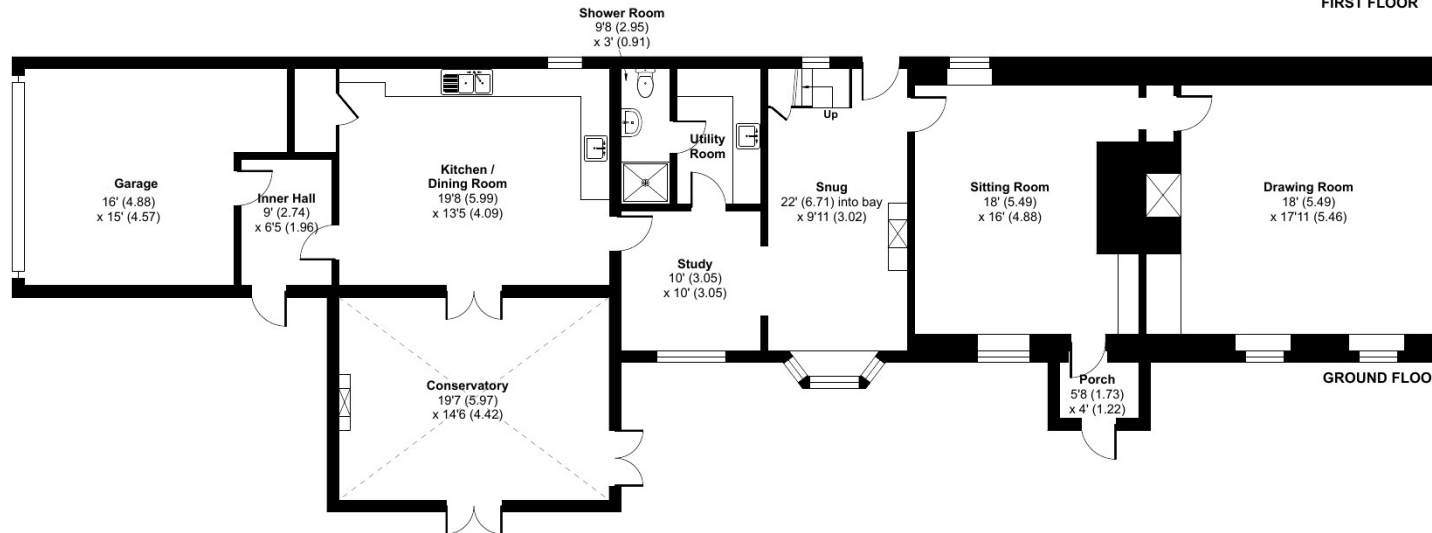 FIRST FLOOR
Shower Room
9'8 (2.95)
x 3' (0.91)
Garage
16' (4.88)
x 15' (4.57)
Inner Hall
9' (2.74)
x 6'5 (1.96)
Kitchen /
Dining Room
19'8 (5.99)
x 13'5 (4.09)
Utility
Room
Up
Snug
22' (6.71) into bay
x 9'11 (3.02)
Sitting Room
18' (5.49)
x 16' (4.88)
Drawing Room
18' (5.49)
x 17'11 (5.46)
Study
10' (3.05)
x 10' (3.05)
Conservatory
19'7 (5.97)
x 14'6 (4.42)
Porch
5'8 (1.73)
x 4' (1.22)
GROUND FLOO